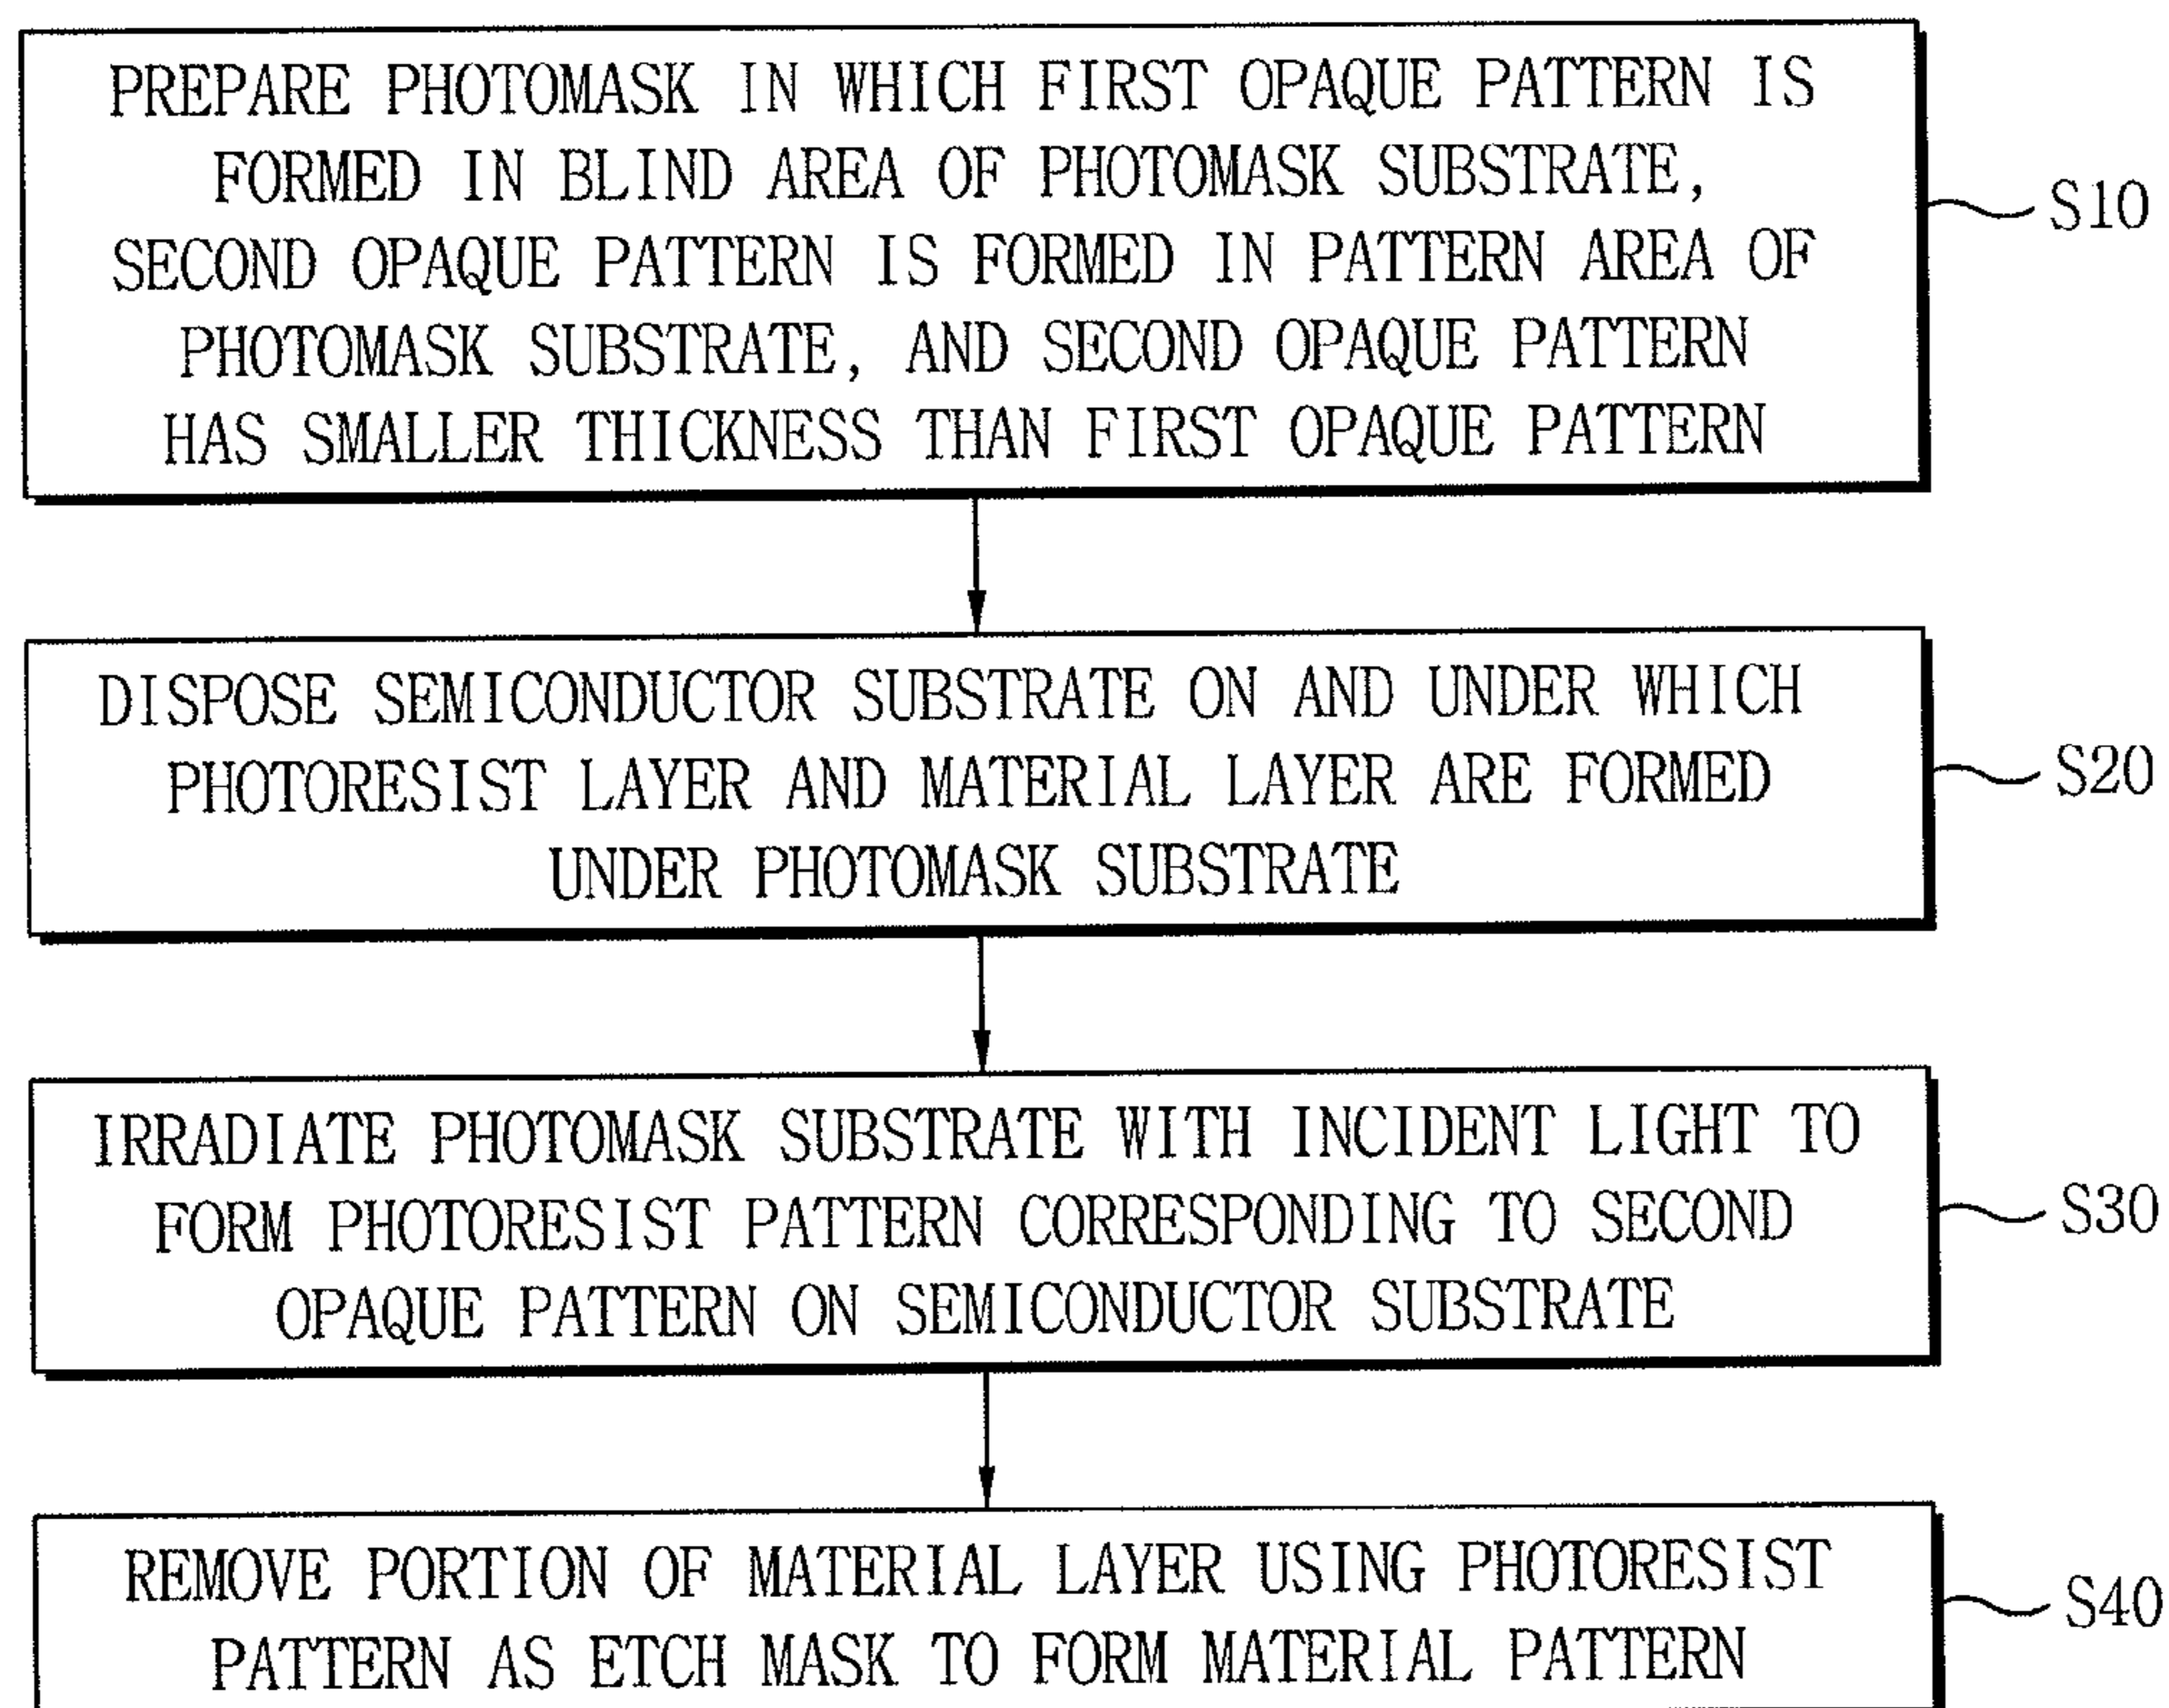 PREPARE PHOTOMASK IN WHICH FIRST OPAQUE PATTERN IS
FORMED IN BLIND AREA OF PHOTOMASK SUBSTRATE,
SECOND OPAQUE PATTERN IS FORMED IN PATTERN AREA OF
PHOTOMASK SUBSTRATE, AND SECOND OPAQUE PATTERN
HAS SMALLER THICKNESS THAN FIRST OPAQUE PATTERN
S10
DISPOSE SEMICONDUCTOR SUBSTRATE ON AND UNDER WHICH
PHOTORESIST LAYER AND MATERIAL LAYER ARE FORMED
UNDER PHOTOMASK SUBSTRATE
S20
IRRADIATE PHOTOMASK SUBSTRATE WITH INCIDENT LIGHT TO
FORM PHOTORESIST PATTERN CORRESPONDING TO SECOND
OPAQUE PATTERN ON SEMICONDUCTOR SUBSTRATE
S30
REMOVE PORTION OF MATERIAL LAYER USING PHOTORESIST
PATTERN AS ETCH MASK TO FORM MATERIAL PATTERN
S40